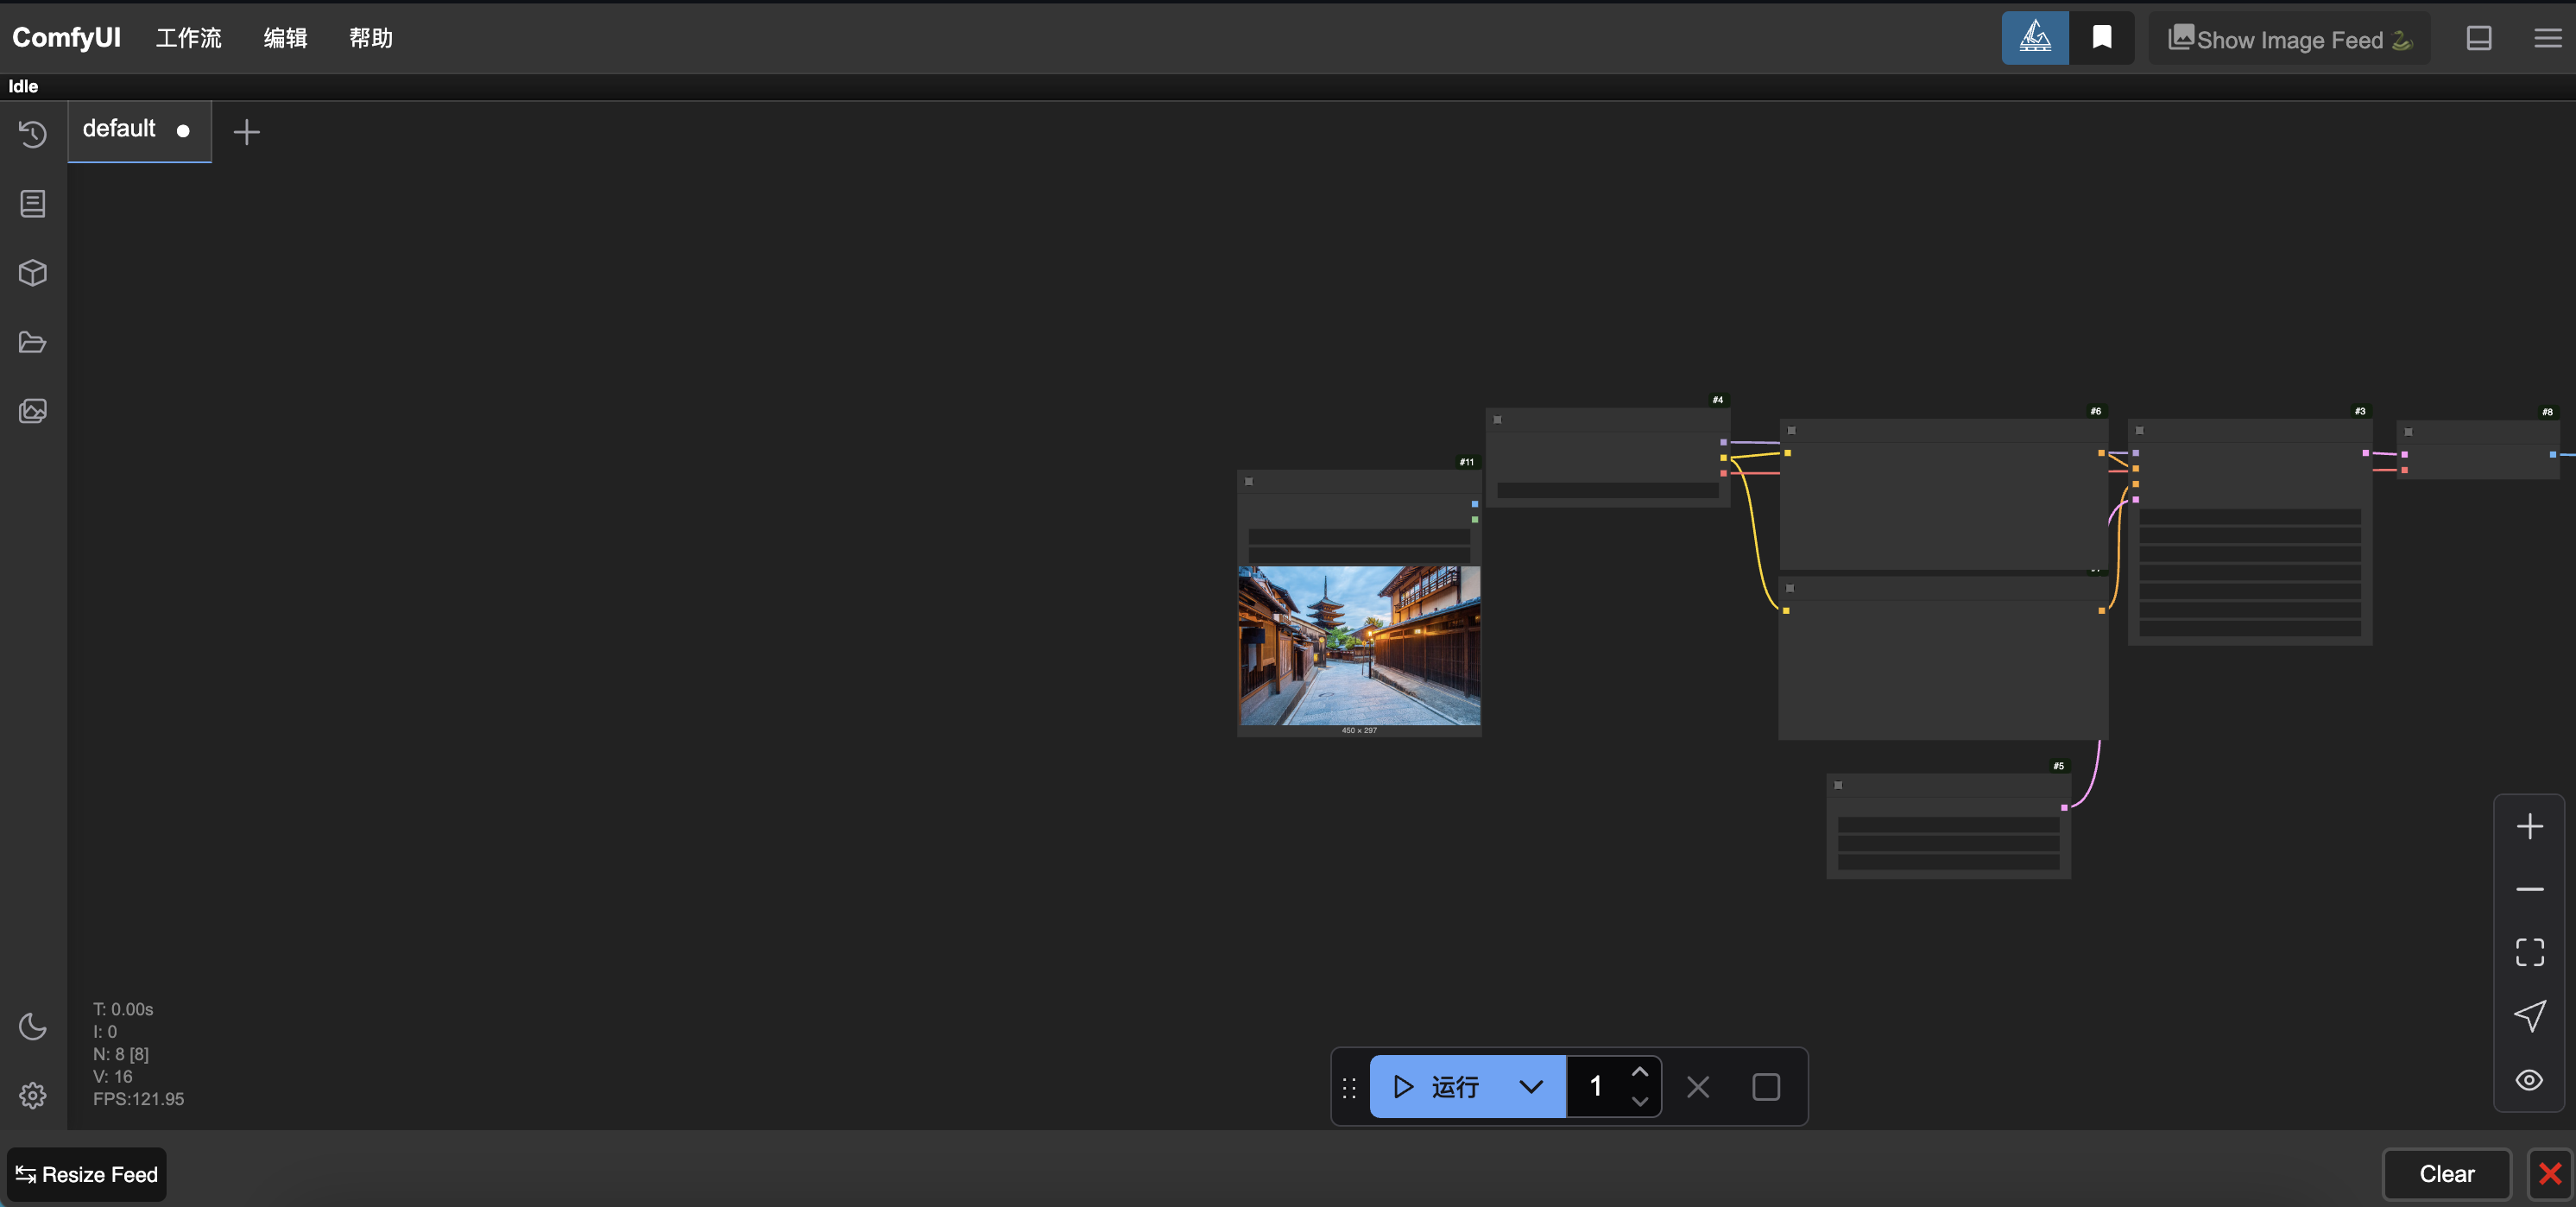 ComfyUI 工作流 编辑 帮助 Show Image Feed
Idle
default
#4
#6
#3
#8
#11
450 × 297
#5
T: 0.00s
I: 0
N: 8 [8]
V: 16
FPS:121.95
运行 1
Resize Feed
Clear